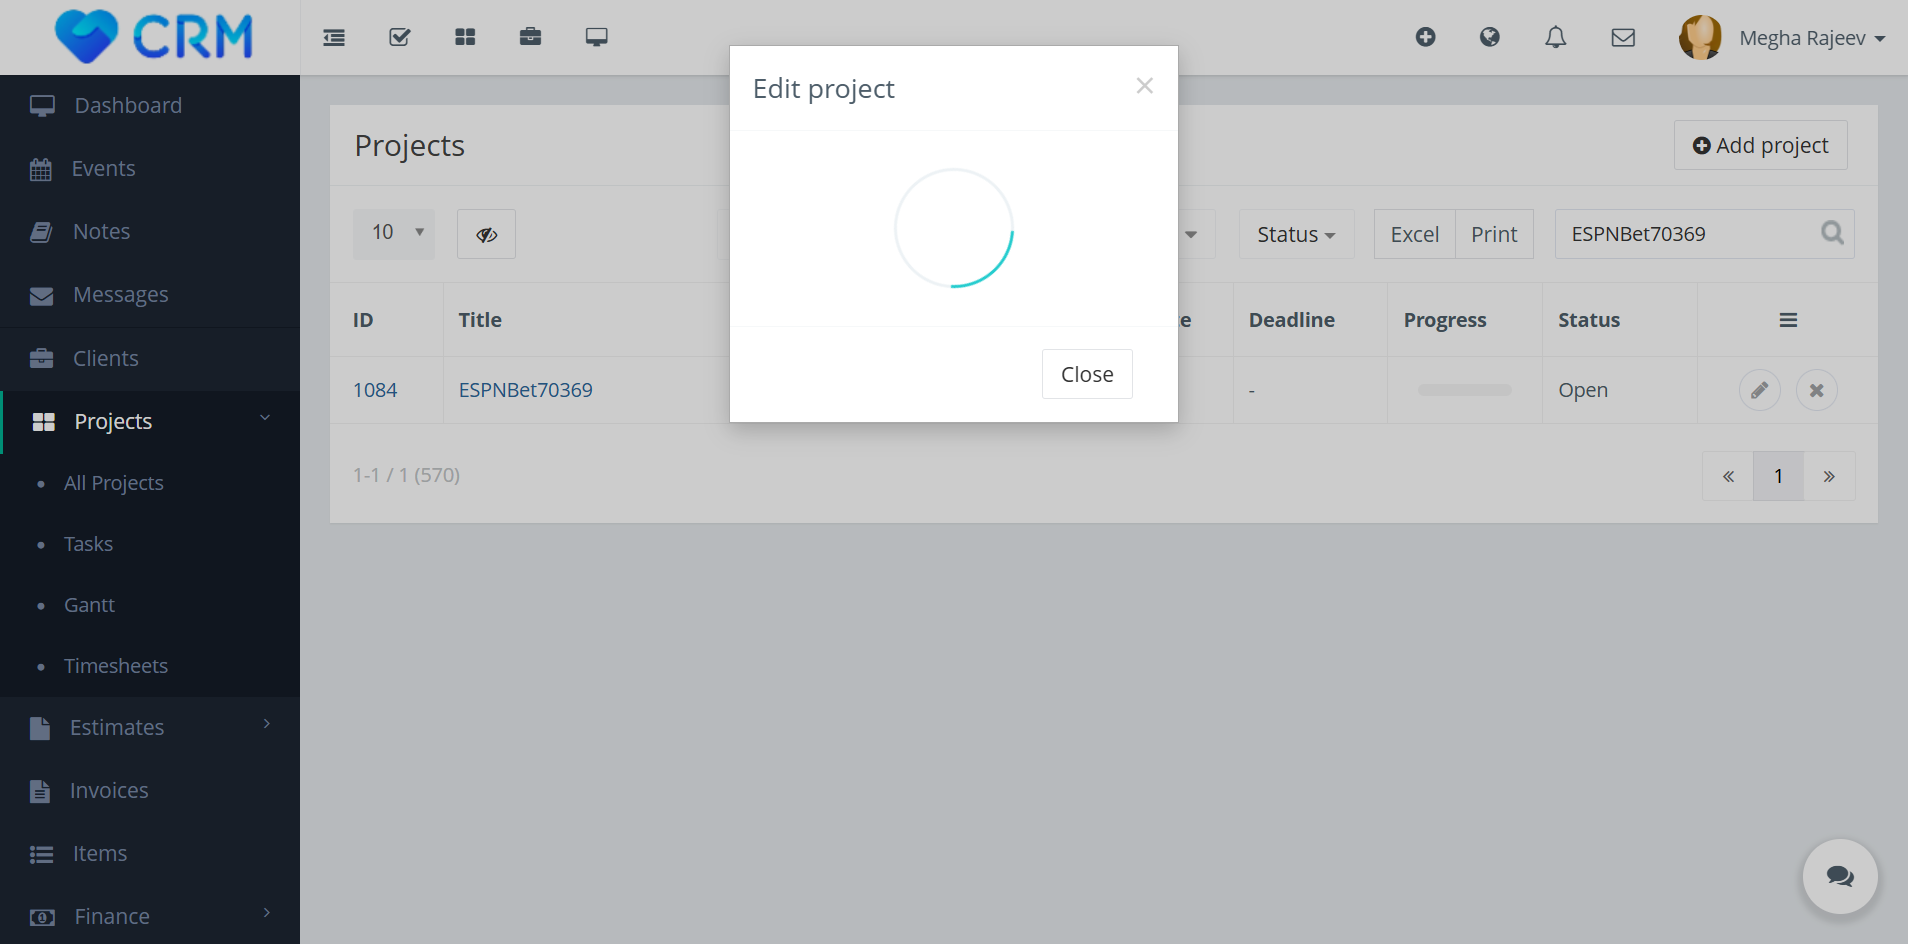 CRM
Megha Rajeev
Dashboard
Events
Notes
Messages
Clients
Projects
All Projects
Tasks
Gantt
Timesheets
Estimates
Invoices
Items
Finance
Edit project
×
Close
Projects
Add project
10
Status
Excel
Print
ESPNBet70369
ID
Title
e
Deadline
Progress
Status
1084
ESPNBet70369
-
Open
1-1 / 1 (570)
«
1
»